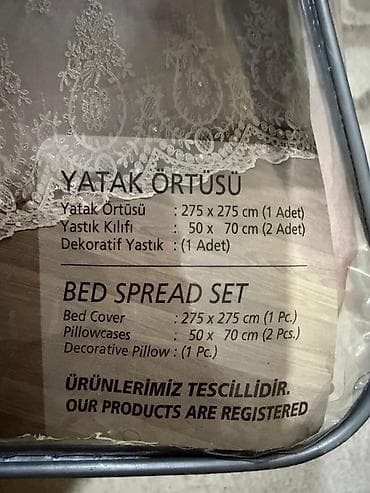 YATAK ÖRTÜSÜ
Yatak Örtüsü : 275 x 275 cm (1 Adet)
Yastık Kılıfı : 50 x 70 cm (2 Adet)
Dekoratif Yastık : (1 Adet)
BED SPREAD SET
Bed Cover : 275 x 275 cm (1 Pc.)
Pillowcases : 50 x 70 cm (2 Pcs.)
Decorative Pillow : (1 Pc.)
ÜRÜNLERİMİZ TESCİLLİDİR.
OUR PRODUCTS ARE REGISTERED